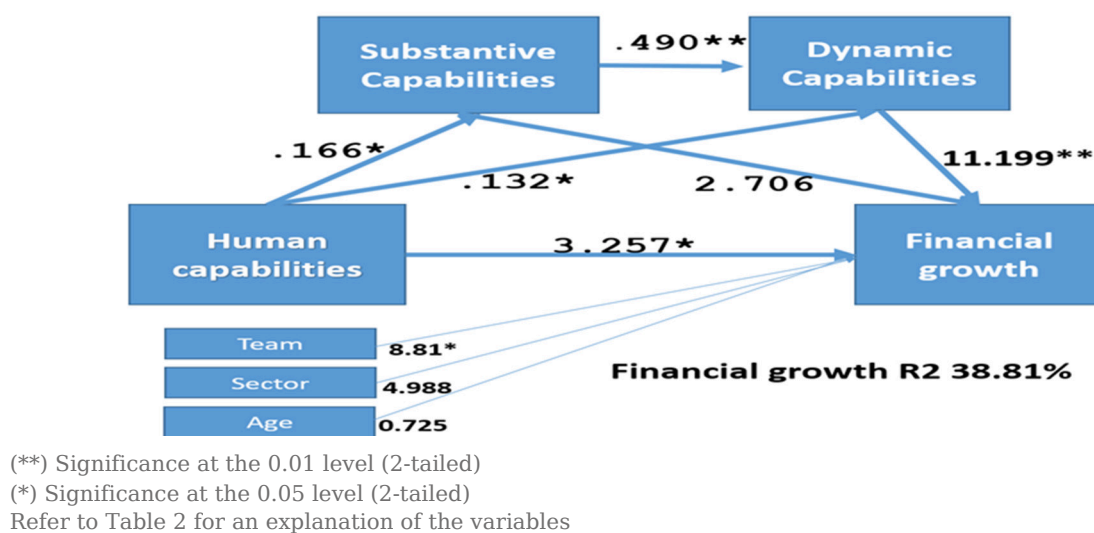 Substantive
Capabilities
.490**
Dynamic
Capabilities
.166*
.132*
2.706
11.199**
Human
capabilities
3.257*
Financial
growth
Team
8.81*
Sector
4.988
Age
0.725
Financial growth R2 38.81%
(**) Significance at the 0.01 level (2-tailed)
(*) Significance at the 0.05 level (2-tailed)
Refer to Table 2 for an explanation of the variables